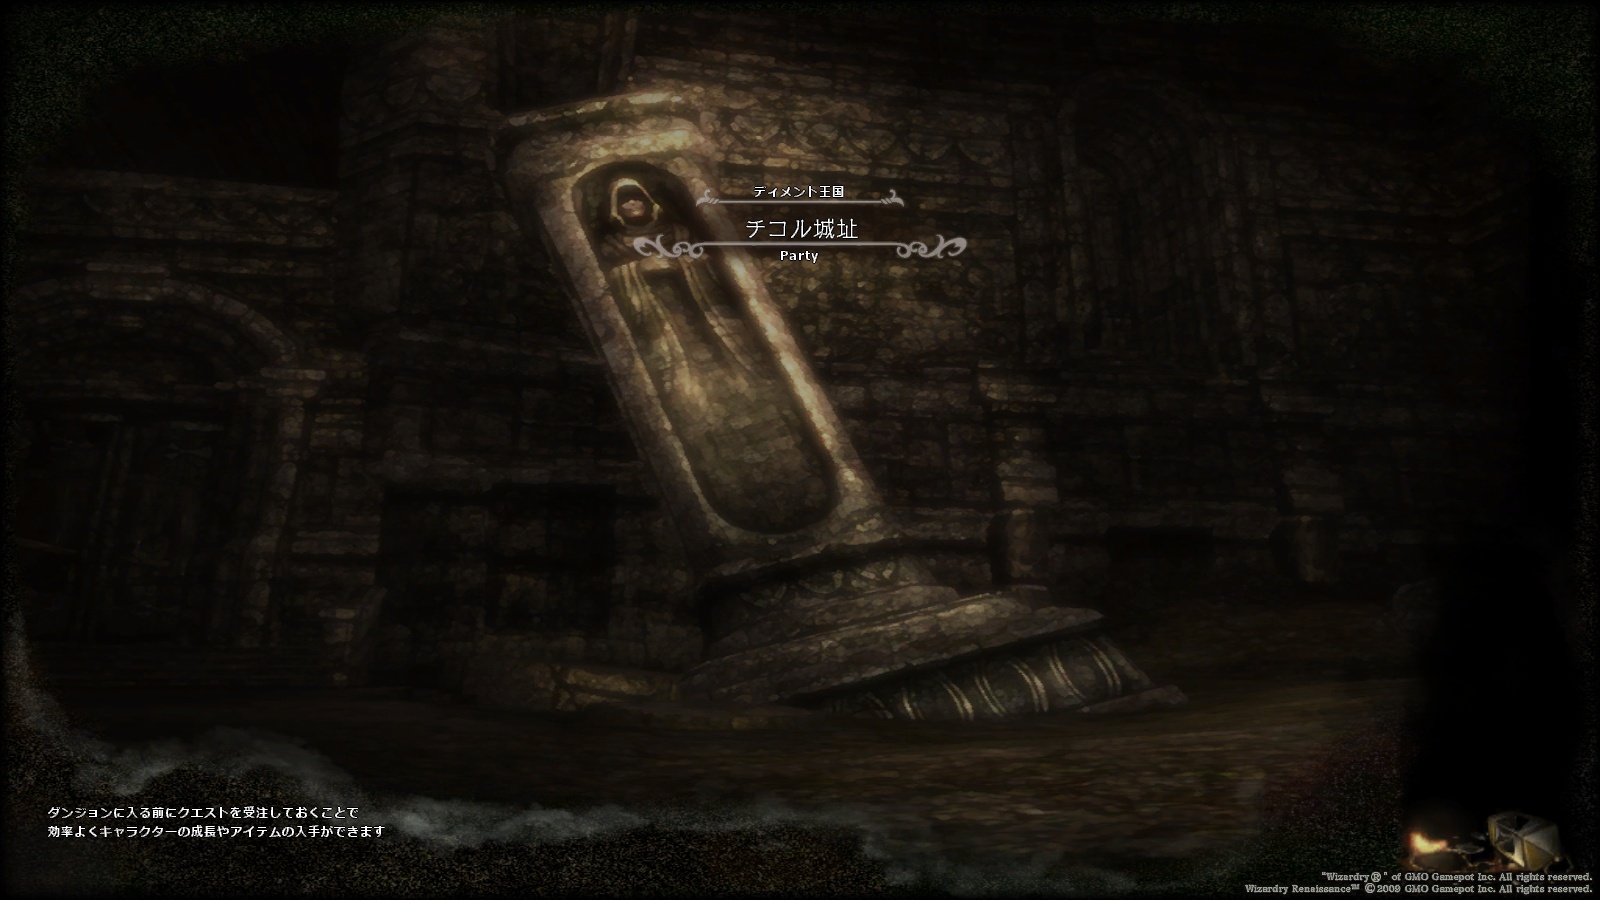 ディメント王国
チコル城址
Party
ダンジョンに入る前にクエストを受注しておくことで
効率よくキャラクターの成長やアイテムの入手ができます
"Wizardry®" of GMO Gamepot Inc. All rights reserved.
Wizardry Renaissance™ ©2009 GMO Gamepot Inc. All rights reserved.